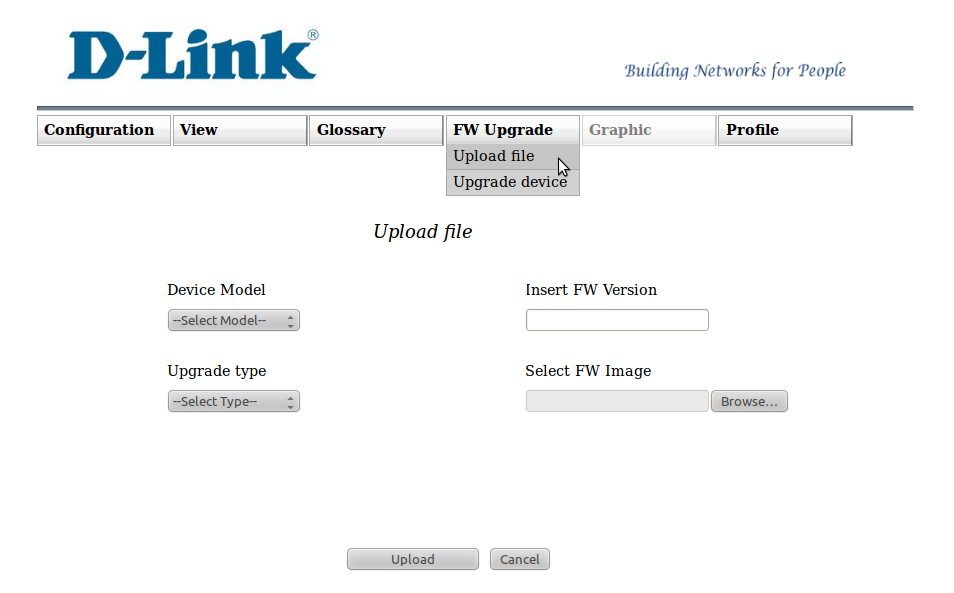 D-Link®
Building Networks for People
Configuration View Glossary FW Upgrade Graphic Profile
Upload file
Upgrade device
Upload file
Device Model Insert FW Version
--Select Model--
Upgrade type Select FW Image
--Select Type-- Browse...
Upload Cancel